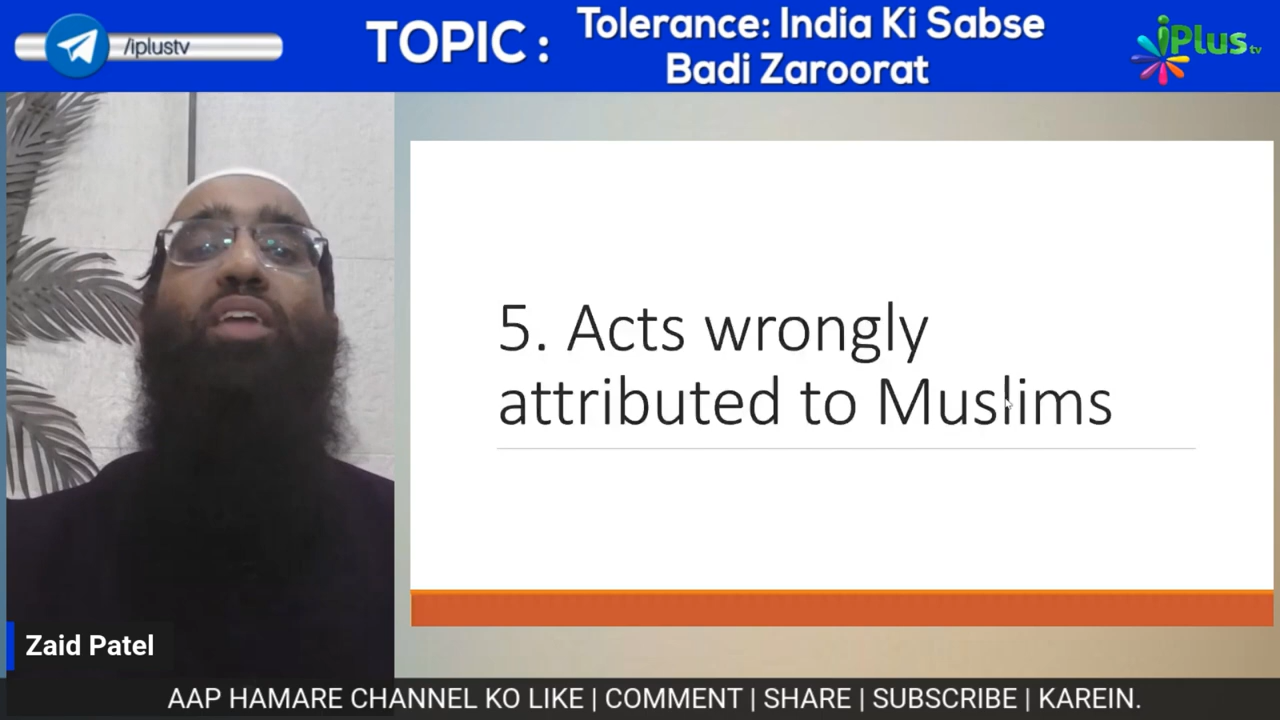 /iplustv
TOPIC :
Tolerance: India Ki Sabse
Badi Zaroorat
iPlus tv
5. Acts wrongly
attributed to Muslims
Zaid Patel
AAP HAMARE CHANNEL KO LIKE | COMMENT | SHARE | SUBSCRIBE | KAREIN.